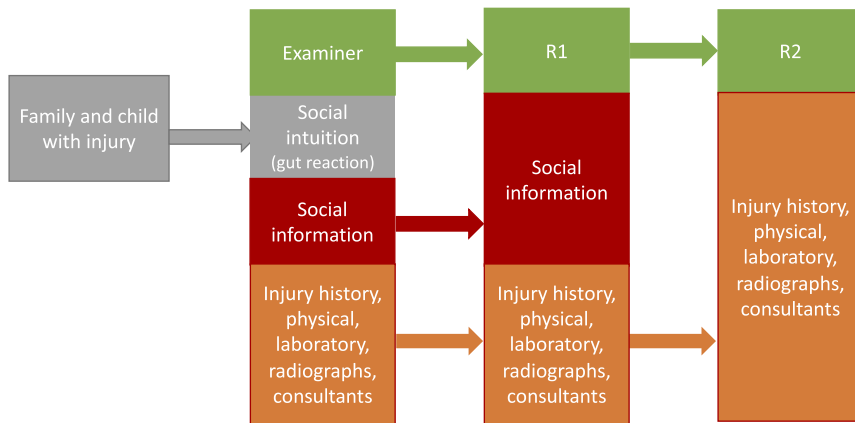 Family and child
with injury
Examiner
Social
intuition
(gut reaction)
Social
information
Injury history,
physical,
laboratory,
radiographs,
consultants
R1
Social
information
Injury history,
physical,
laboratory,
radiographs,
consultants
R2
Injury history,
physical,
laboratory,
radiographs,
consultants